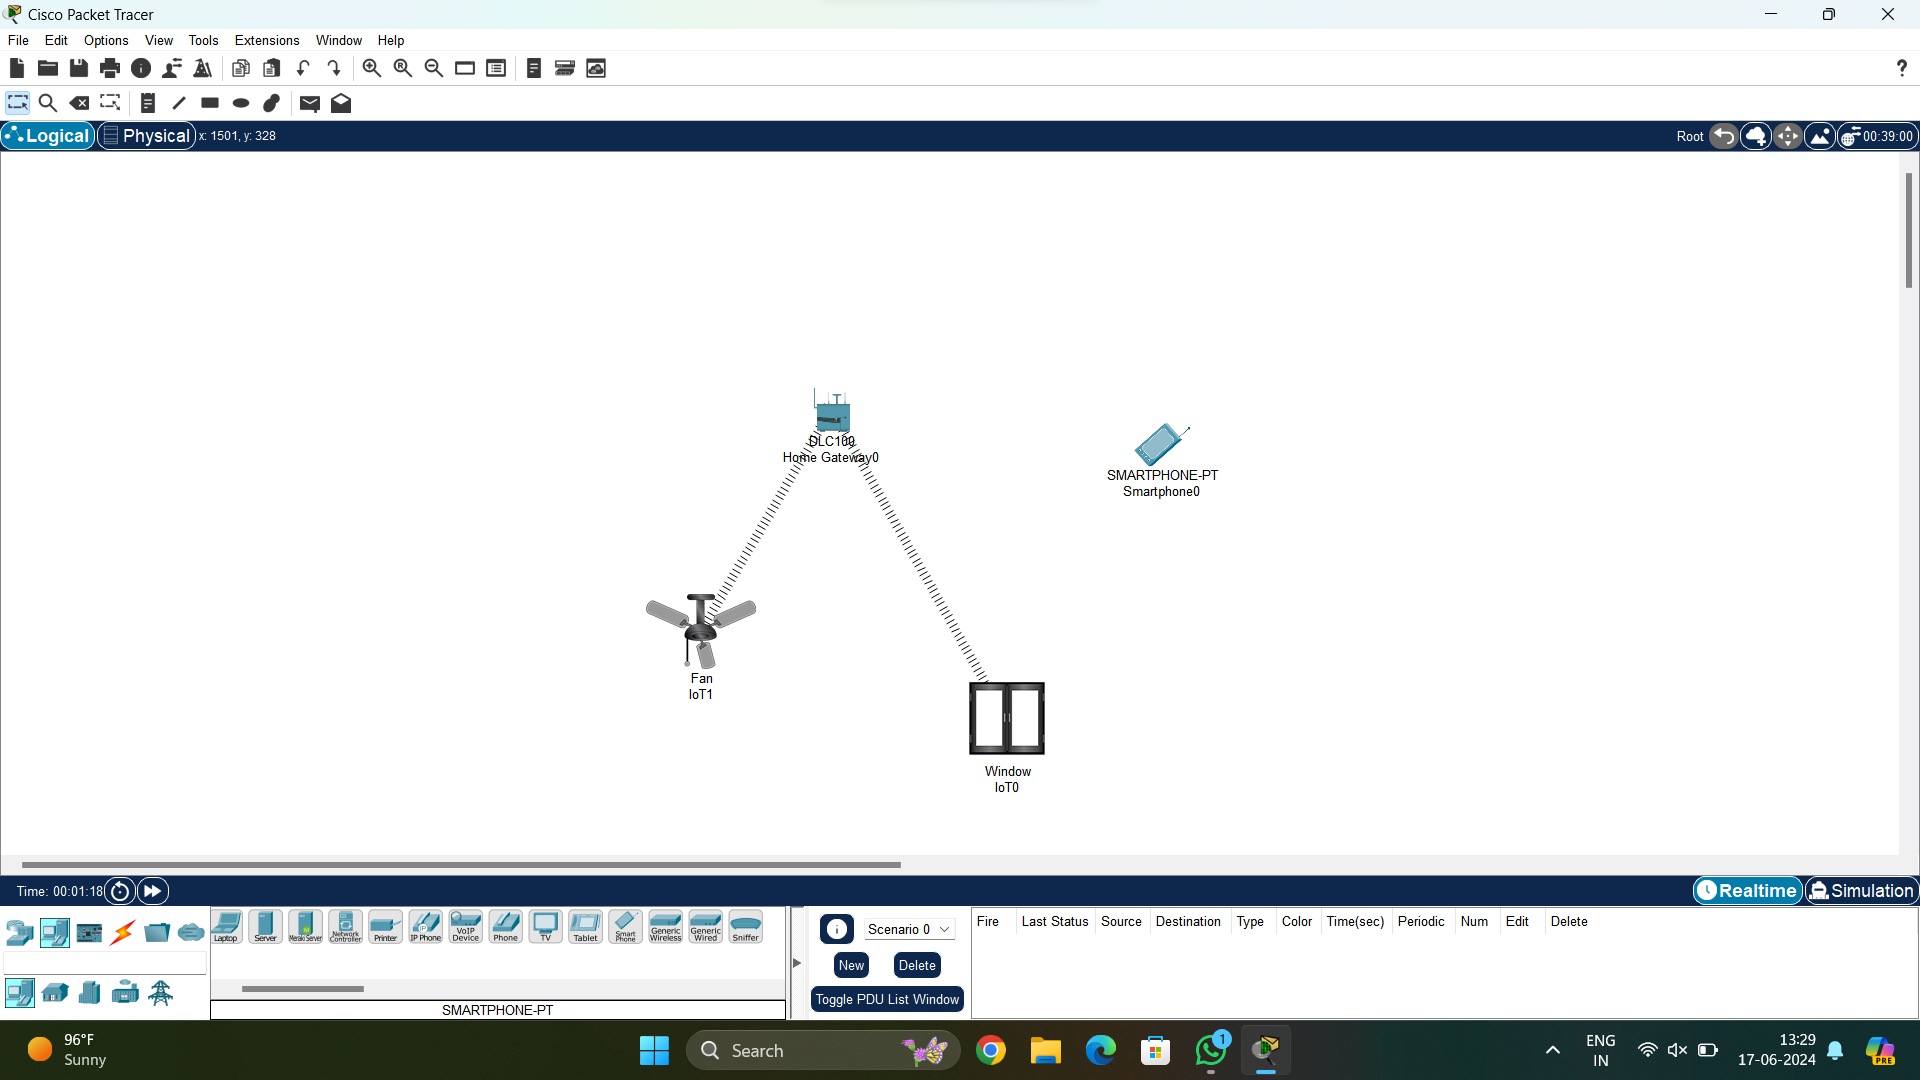 Cisco Packet Tracer
File Edit Options View Tools Extensions Window Help
?
Logical Physical x: 1501, y: 328 Root 00:39:00
DLC100
Home Gateway0
SMARTPHONE-PT
Smartphone0
Fan
IoT1
Window
IoT0
Time: 00:01:18 Realtime Simulation
Laptop Server Meraki Server Network Controller Printer IP Phone VoIP Device Phone TV Tablet Smart Phone Generic Wireless Generic Wired Sniffer
SMARTPHONE-PT
Scenario 0
New Delete
Toggle PDU List Window
Fire Last Status Source Destination Type Color Time(sec) Periodic Num Edit Delete
96°F
Sunny
Search
1
ENG
IN
13:29
17-06-2024
PRE